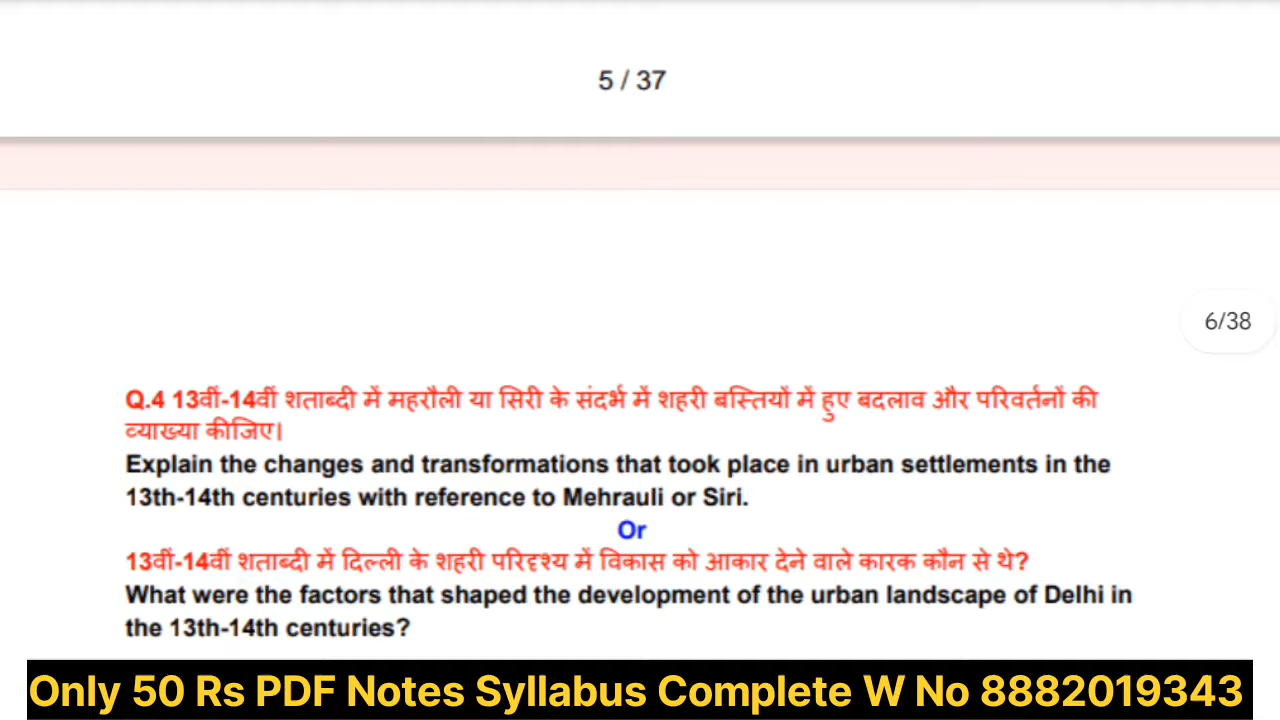 5 / 37
6/38
Q.4 13वीं-14वीं शताब्दी में महरौली या सिरी के संदर्भ में शहरी बस्तियों में हुए बदलाव और परिवर्तनों की
व्याख्या कीजिए।
Explain the changes and transformations that took place in urban settlements in the
13th-14th centuries with reference to Mehrauli or Siri.
Or
13वीं-14वीं शताब्दी में दिल्ली के शहरी परिदृश्य में विकास को आकार देने वाले कारक कौन से थे?
What were the factors that shaped the development of the urban landscape of Delhi in
the 13th-14th centuries?
Only 50 Rs PDF Notes Syllabus Complete W No 8882019343